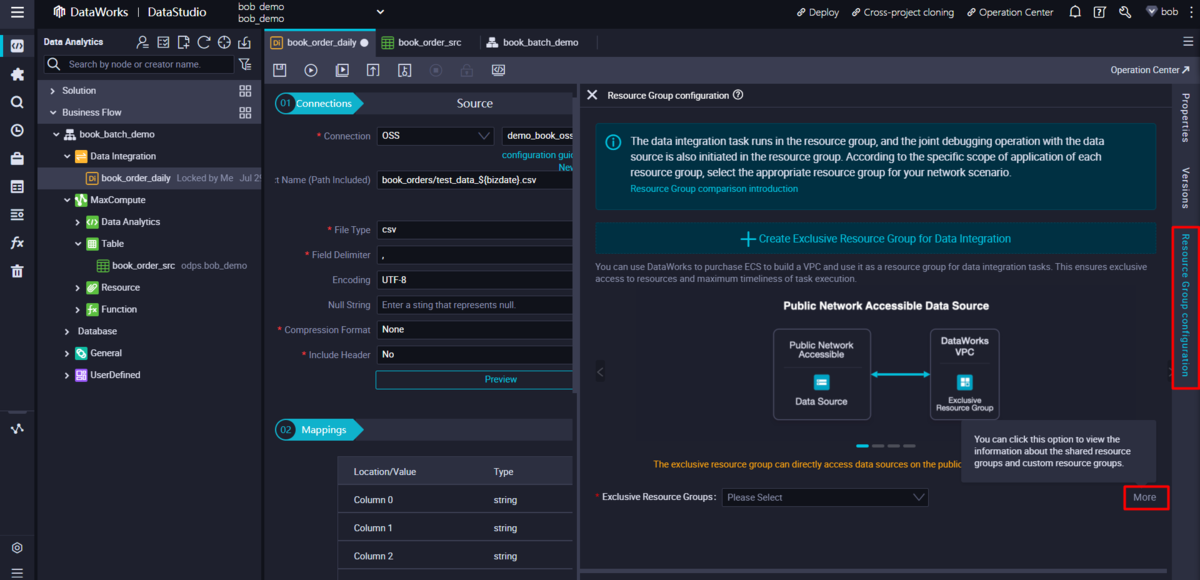 DataWorks | DataStudio
bob_demo
bob_demo
Deploy
Cross-project cloning
Operation Center
bob
Data Analytics
Search by node or creator name.
Solution
Business Flow
book_batch_demo
Data Integration
Di book_order_daily Locked by Me Jul 29
MaxCompute
Data Analytics
Table
book_order_src odps.bob_demo
Resource
Function
Database
General
UserDefined
Di book_order_daily
book_order_src
book_batch_demo
Operation Center
01 Connections
Source
* Connection OSS
demo_book_oss
configuration guid
New
:t Name (Path Included) book_orders/test_data_${bizdate}.csv
* File Type csv
* Field Delimiter ,
Encoding UTF-8
Null String Enter a sting that represents null.
* Compression Format None
* Include Header No
Preview
02 Mappings
Location/Value Type
Column 0 string
Column 1 string
Column 2 string
Resource Group configuration
The data integration task runs in the resource group, and the joint debugging operation with the data
source is also initiated in the resource group. According to the specific scope of application of each
resource group, select the appropriate resource group for your network scenario.
Resource Group comparison introduction
Create Exclusive Resource Group for Data Integration
You can use DataWorks to purchase ECS to build a VPC and use it as a resource group for data integration tasks. This ensures exclusive
access to resources and maximum timeliness of task execution.
Public Network Accessible Data Source
Public Network
Accessible
Data Source
DataWorks
VPC
Exclusive
Resource Group
You can click this option to view the
information about the shared resource
groups and custom resource groups.
The exclusive resource group can directly access data sources on the public
* Exclusive Resource Groups : Please Select
More
Properties
Versions
Resource Group configuration